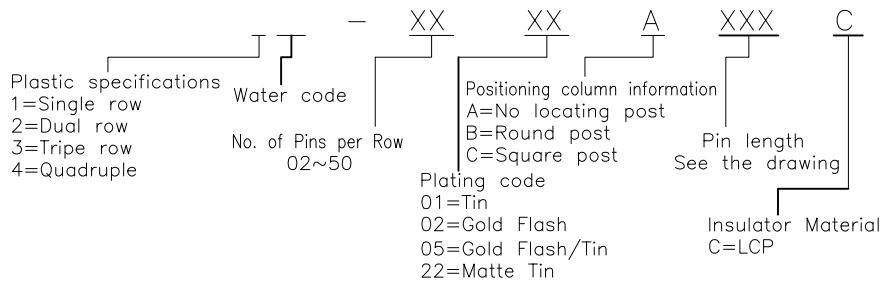 _ _ - XX XX A XXX C
Plastic specifications
1=Single row
2=Dual row
3=Tripe row
4=Quadruple
Water code
No. of Pins per Row
02~50
Plating code
01=Tin
02=Gold Flash
05=Gold Flash/Tin
22=Matte Tin
Positioning column information
A=No locating post
B=Round post
C=Square post
Pin length
See the drawing
Insulator Material
C=LCP